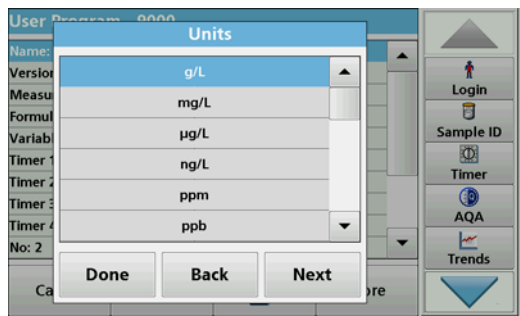 User Program 9000
Units
Name:
g/L
mg/L
µg/L
ng/L
ppm
ppb
Version
Measu
Formul
Variabl
Timer 1
Timer 2
Timer 3
Timer 4
No: 2
Done
Back
Next
Ca
ore
Login
Sample ID
Timer
AQA
Trends